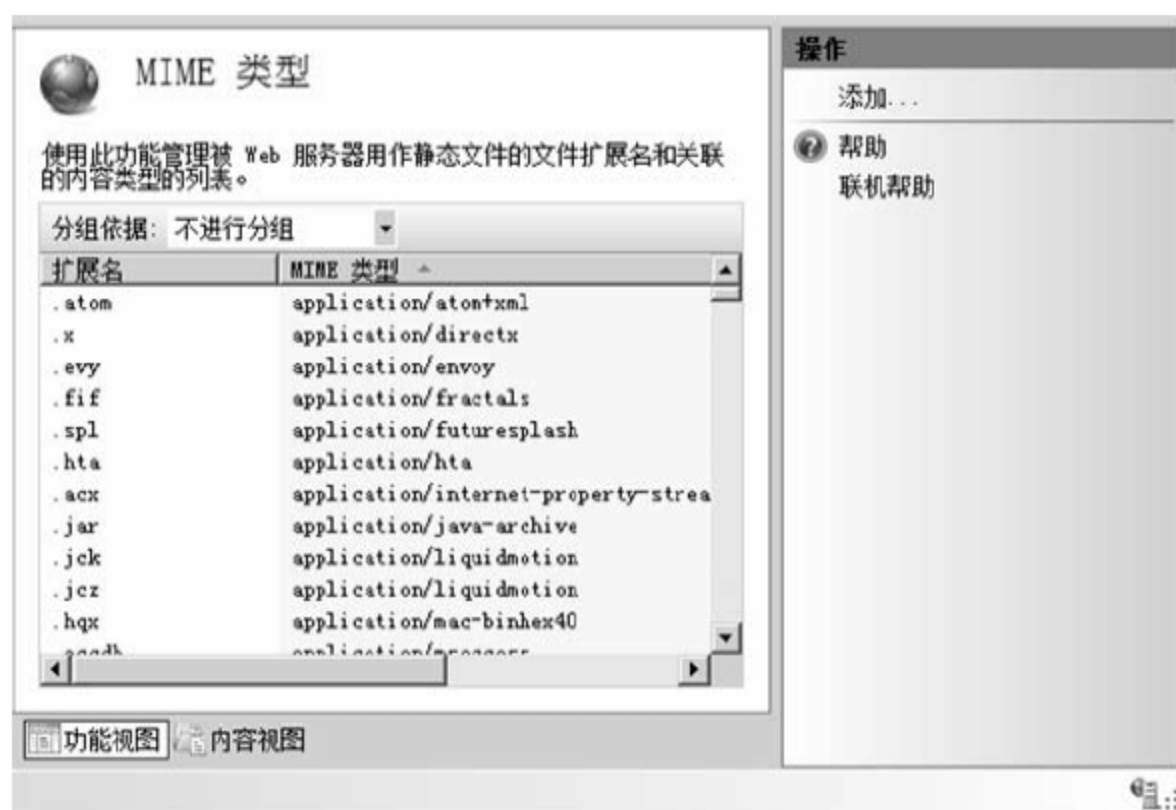 MIME 类型
使用此功能管理被 Web 服务器用作静态文件的文件扩展名和关联
的内容类型的列表。
分组依据: 不进行分组
扩展名 MIME 类型
.atom application/atom+xml
.x application/directx
.evy application/envoy
.fif application/fractals
.spl application/futuresplash
.hta application/hta
.acx application/internet-property-strea
.jar application/java-archive
.jck application/liquidmotion
.jcz application/liquidmotion
.hqx application/mac-binhex40
功能视图 内容视图
操作
添加...
帮助
联机帮助